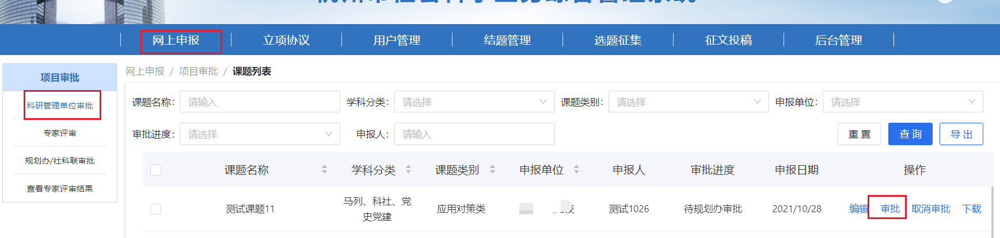 网上申报 立项协议 用户管理 结题管理 选题征集 征文投稿 后台管理
项目审批
科研管理单位审批
专家评审
规划办/社科联审批
查看专家评审结果
网上申报 / 项目审批 / 课题列表
课题名称: 请输入 学科分类: 请选择 课题类别: 请选择 申报单位: 请选择
审批进度: 请选择 申报人: 请输入 重置 查询 导出
课题名称 学科分类 课题类别 申报单位 申报人 审批进度 申报日期 操作
测试课题11 马列、科社、党史党建 应用对策类 校 测试1026 待规划办审批 2021/10/28 编辑 审批 取消审批 下载